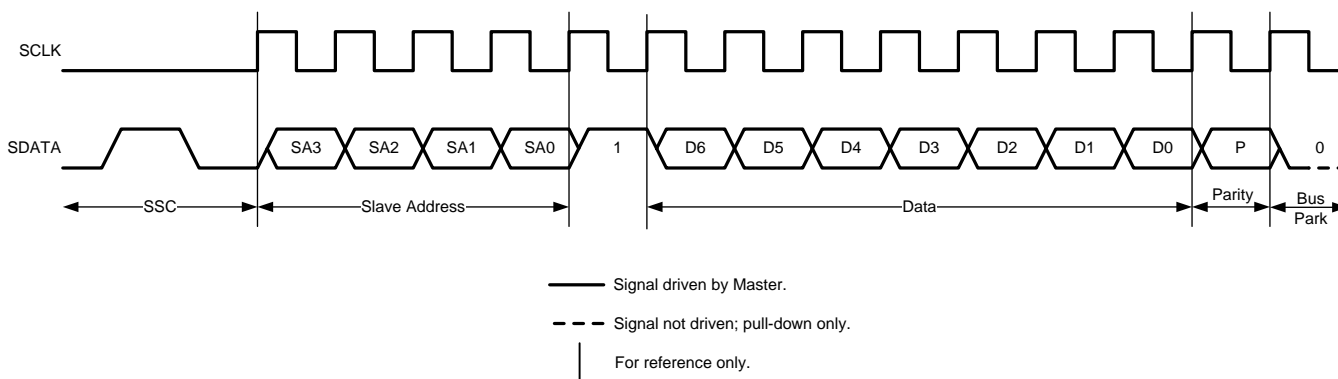 SCLK
SDATA
SA3 SA2 SA1 SA0 1 D6 D5 D4 D3 D2 D1 D0 P 0
SSC Slave Address Data Parity Bus Park
Signal driven by Master.
Signal not driven; pull-down only.
For reference only.